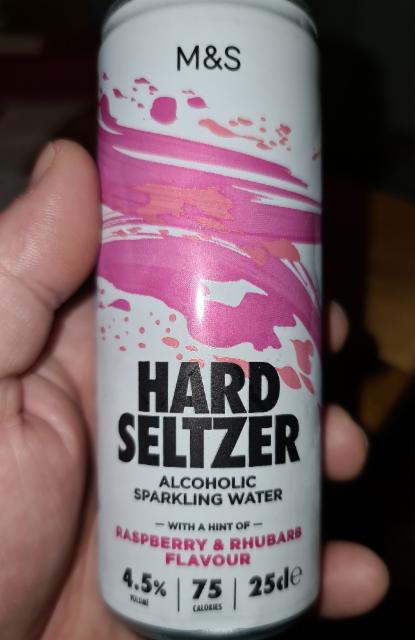 M&S
HARD
SELTZER
ALCOHOLIC
SPARKLING WATER
— WITH A HINT OF —
RASPBERRY & RHUBARB
FLAVOUR
4.5% | 75 | 25cl e
VOLUME CALORIES